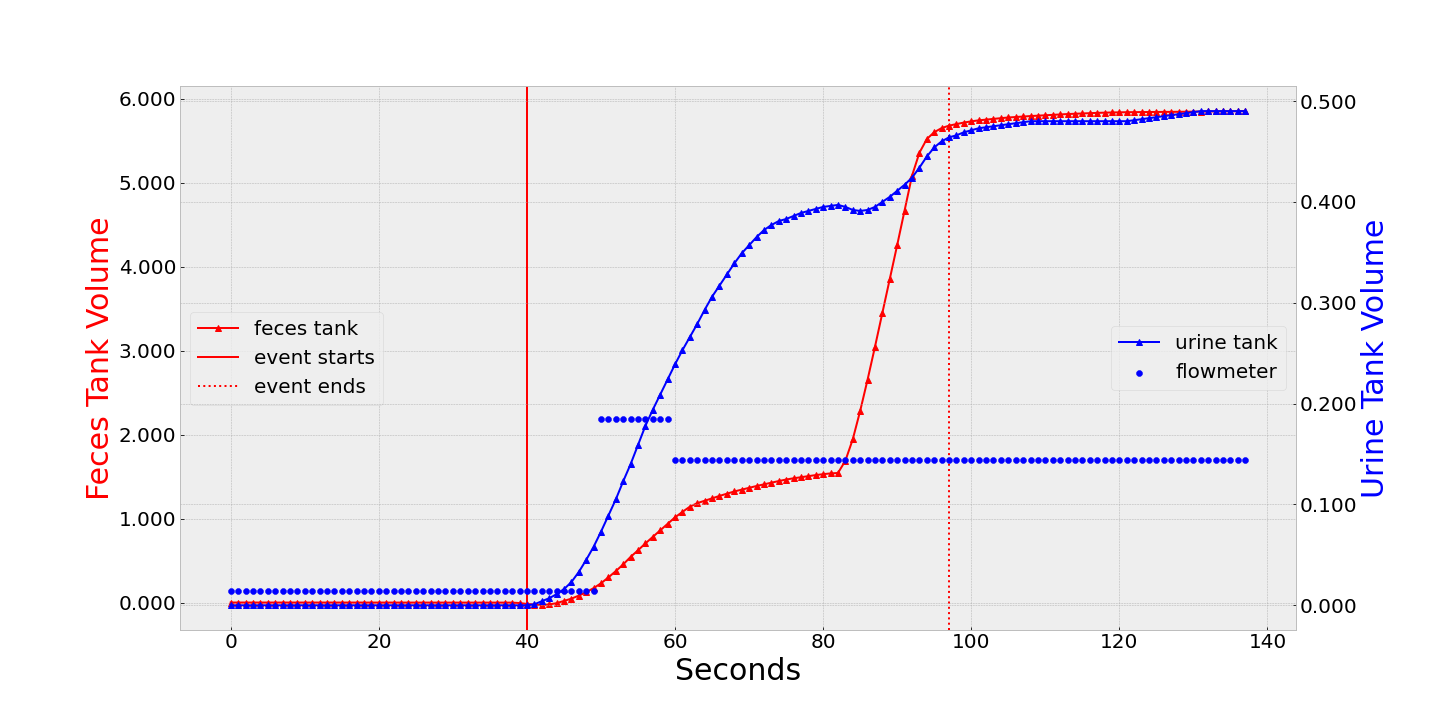 Feces Tank Volume
6.000
5.000
4.000
3.000
2.000
1.000
0.000
feces tank
event starts
event ends
urine tank
flowmeter
0.500
0.400
0.300
0.200
0.100
0.000
Urine Tank Volume
0 20 40 60 80 100 120 140
Seconds